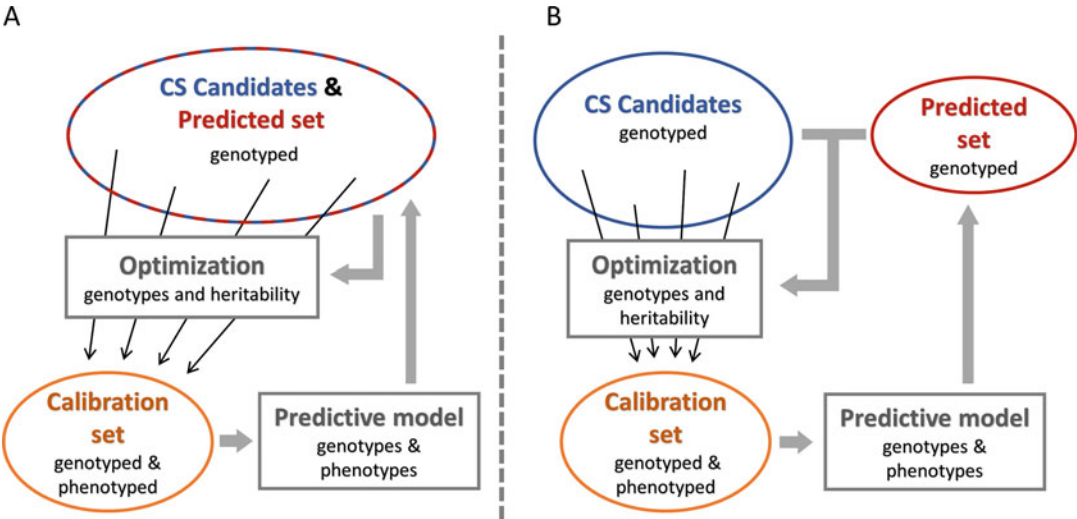 A
CS Candidates &
Predicted set
genotyped
Optimization
genotypes and heritability
Calibration
set
genotyped &
phenotyped
Predictive model
genotypes &
phenotypes
B
CS Candidates
genotyped
Predicted
set
genotyped
Optimization
genotypes and
heritability
Calibration
set
genotyped &
phenotyped
Predictive model
genotypes &
phenotypes